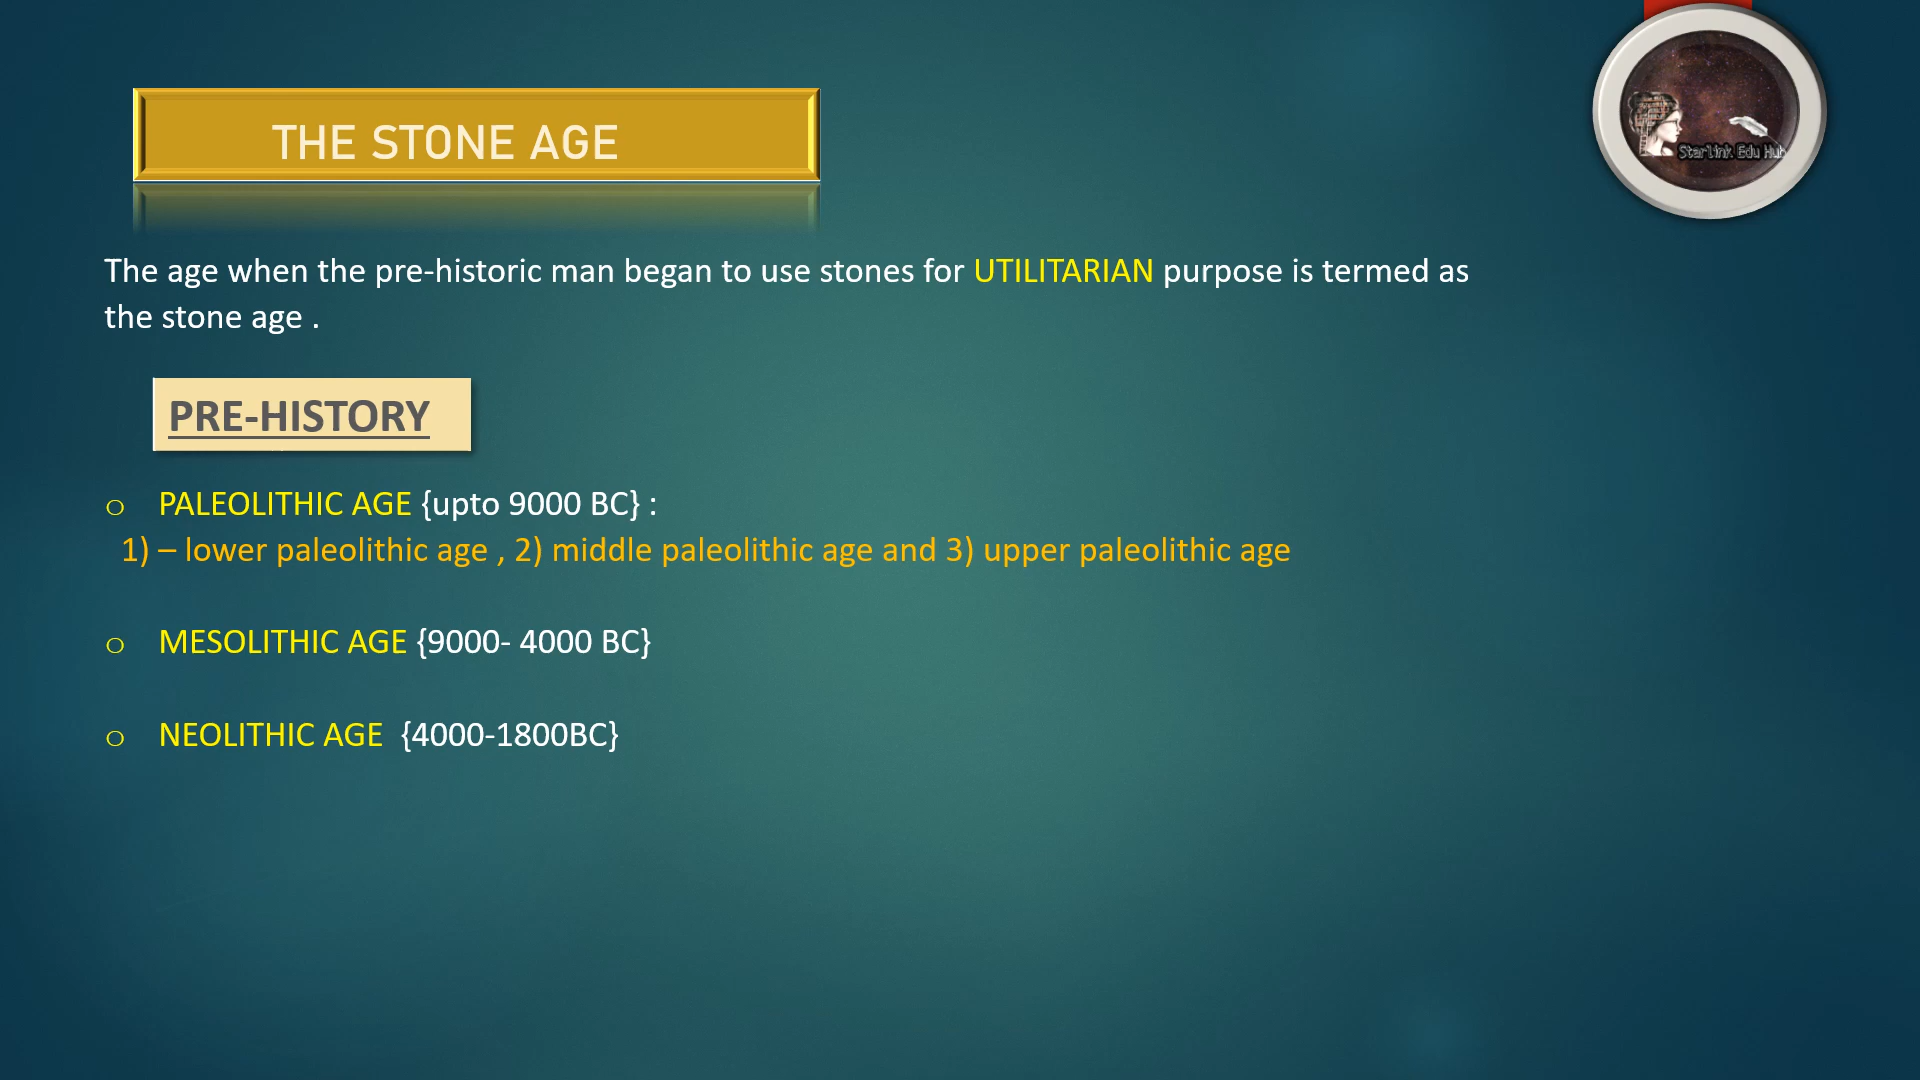 Starlink Edu Hub
THE STONE AGE
The age when the pre-historic man began to use stones for UTILITARIAN purpose is termed as
the stone age .
PRE-HISTORY
o PALEOLITHIC AGE {upto 9000 BC} :
1) – lower paleolithic age , 2) middle paleolithic age and 3) upper paleolithic age
o MESOLITHIC AGE {9000- 4000 BC}
o NEOLITHIC AGE {4000-1800BC}